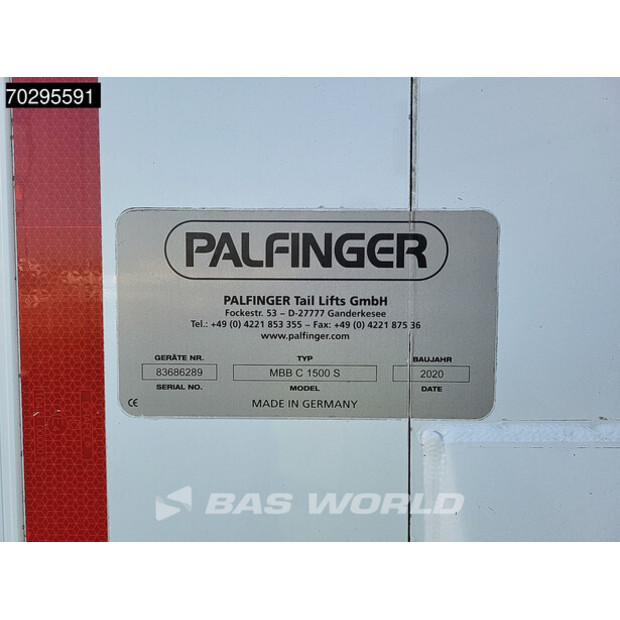 70295591
PALFINGER
PALFINGER Tail Lifts GmbH
Fockestr. 53 – D-27777 Ganderkesee
Tel.: +49 (0) 4221 853 355 – Fax: +49 (0) 4221 875 36
www.palfinger.com
GERÄTE NR. TYP BAUJAHR
83686289 MBB C 1500 S 2020
SERIAL NO. MODEL DATE
CE MADE IN GERMANY
BAS WORLD